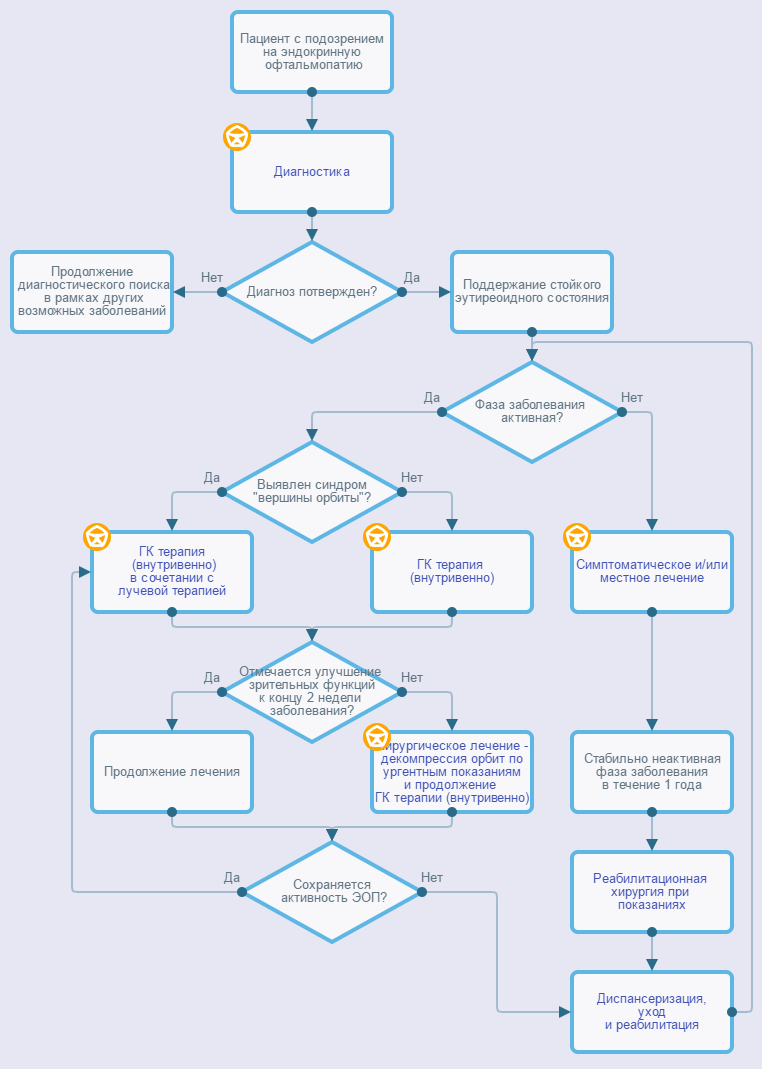 Пациент с подозрением
на эндокринную
офтальмопатию
Диагностика
Нет
Да
Продолжение
диагностического поиска
в рамках других
возможных заболеваний
Диагноз потвержден?
Поддержание стойкого
эутиреоидного состояния
Да
Нет
Фаза заболевания
активная?
Да
Нет
Выявлен синдром
"вершины орбиты"?
ГК терапия
(внутривенно)
в сочетании с
лучевой терапией
ГК терапия
(внутривенно)
Симптоматическое и/или
местное лечение
Да
Нет
Отмечается улучшение
зрительных функций
к концу 2 недели
заболевания?
Продолжение лечения
ирургическое лечение -
декомпрессия орбит по
ургентным показаниям
и продолжение
ГК терапии (внутривенно)
Стабильно неактивная
фаза заболевания
в течение 1 года
Да
Нет
Сохраняется
активность ЭОП?
Реабилитационная
хирургия при
показаниях
Диспансеризация,
уход
и реабилитация